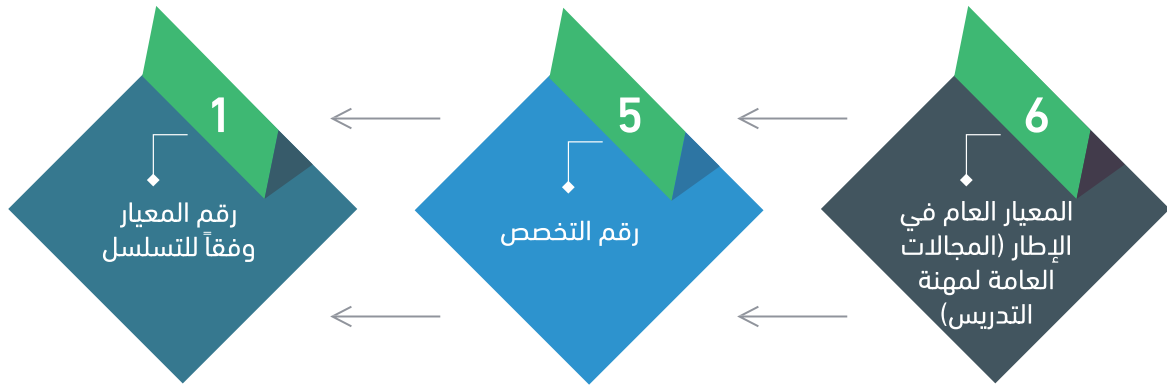 6
المعيار العام في
الإطار (المجالات
العامة لمهنة
التدريس)
5
رقم التخصص
1
رقم المعيار
وفقاً للتسلسل